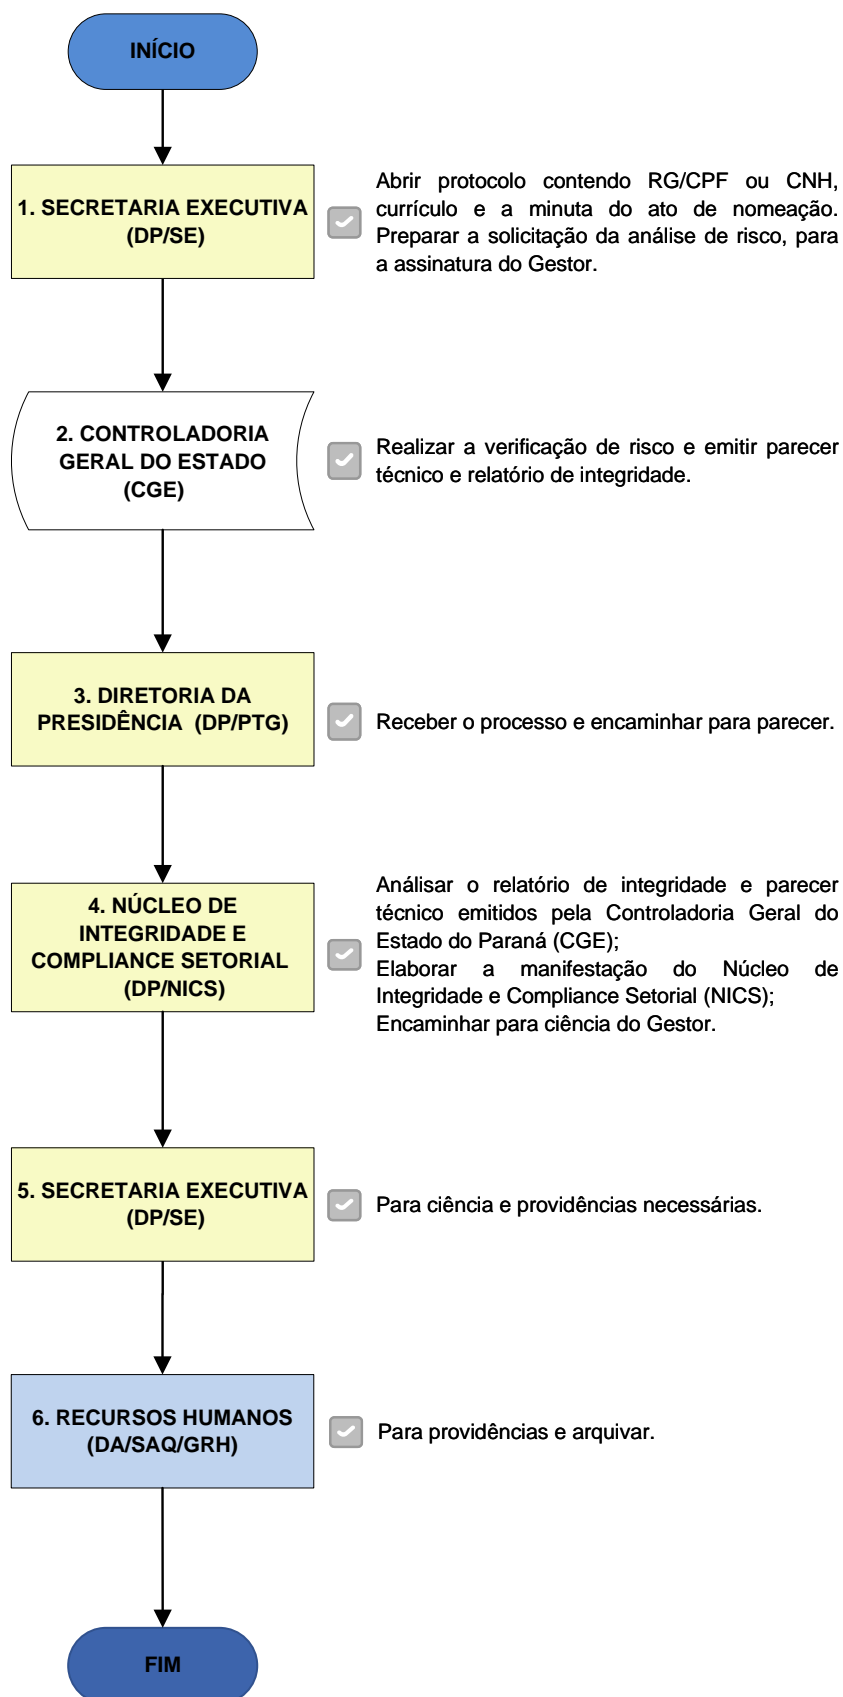 INÍCIO
1. SECRETARIA EXECUTIVA
(DP/SE)
Abrir protocolo contendo RG/CPF ou CNH,
currículo e a minuta do ato de nomeação.
Preparar a solicitação da análise de risco, para
a assinatura do Gestor.
2. CONTROLADORIA
GERAL DO ESTADO
(CGE)
Realizar a verificação de risco e emitir parecer
técnico e relatório de integridade.
3. DIRETORIA DA
PRESIDÊNCIA (DP/PTG)
Receber o processo e encaminhar para parecer.
4. NÚCLEO DE
INTEGRIDADE E
COMPLIANCE SETORIAL
(DP/NICS)
Análisar o relatório de integridade e parecer
técnico emitidos pela Controladoria Geral do
Estado do Paraná (CGE);
Elaborar a manifestação do Núcleo de
Integridade e Compliance Setorial (NICS);
Encaminhar para ciência do Gestor.
5. SECRETARIA EXECUTIVA
(DP/SE)
Para ciência e providências necessárias.
6. RECURSOS HUMANOS
(DA/SAQ/GRH)
Para providências e arquivar.
FIM